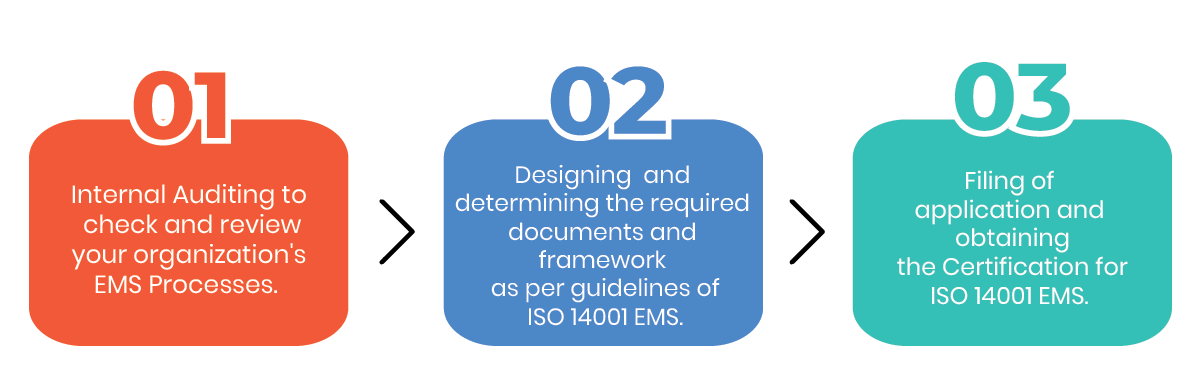 01
Internal Auditing to
check and review
your organization's
EMS Processes.
02
Designing and
determining the required
documents and
framework
as per guidelines of
ISO 14001 EMS.
03
Filing of
application and
obtaining
the Certification for
ISO 14001 EMS.